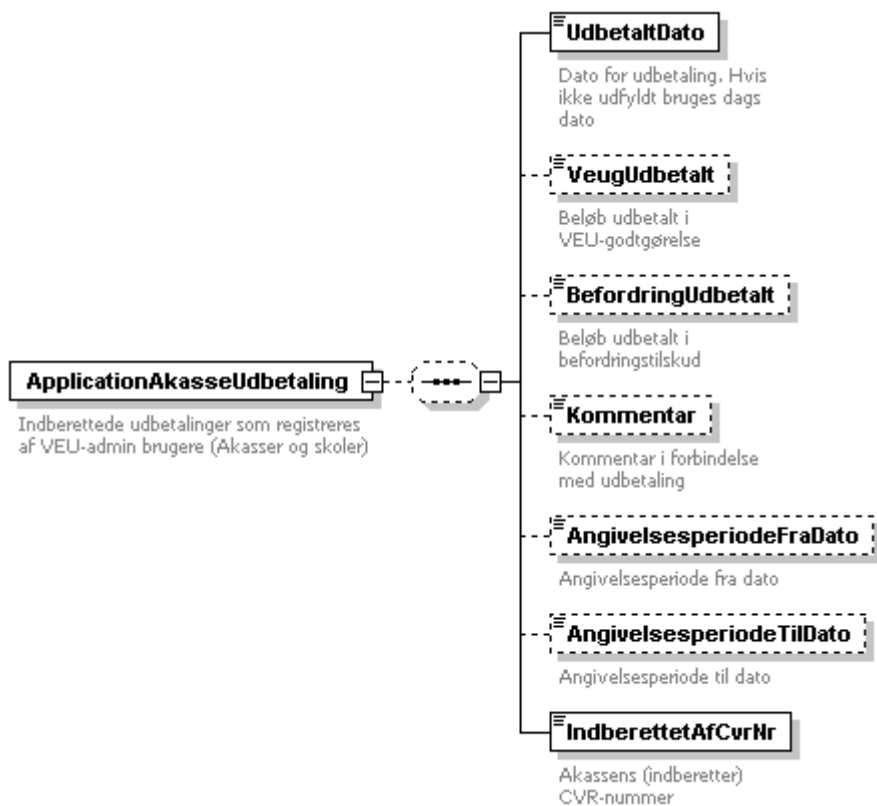 UdbetaltDato
Dato for udbetaling. Hvis
ikke udfyldt bruges dags
dato
VeugUdbetalt
Beløb udbetalt i
VEU-godtgørelse
BefordringUdbetalt
Beløb udbetalt i
befordringstilskud
ApplicationAkasseUdbetaling
Indberettede udbetalinger som registreres
af VEU-admin brugere (Akasser og skoler)
Kommentar
Kommentar i forbindelse
med udbetaling
AngivelsesperiodeFraDato
Angivelsesperiode fra dato
AngivelsesperiodeTilDato
Angivelsesperiode til dato
IndberettetAfCvrNr
Akassens (indberetter)
CVR-nummer